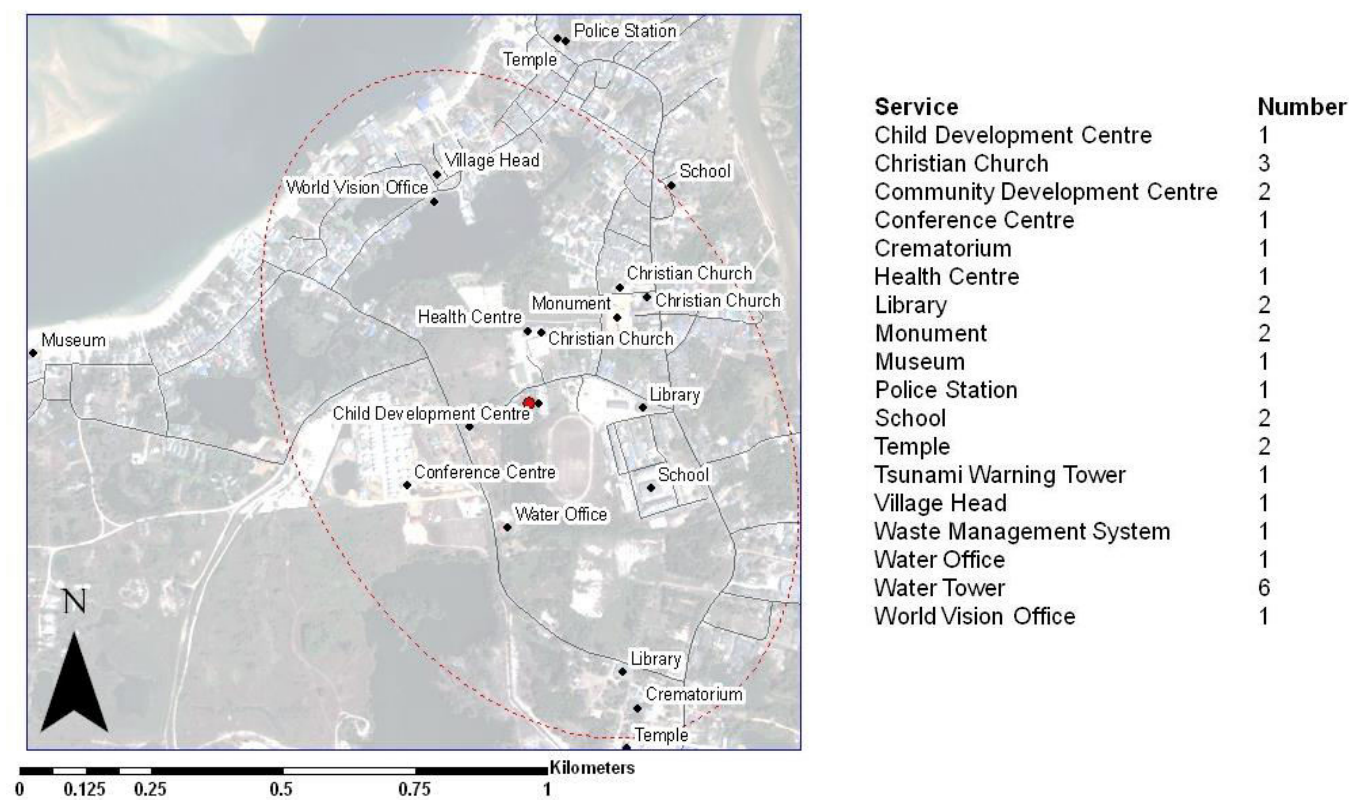 Police Station
Temple
Village Head
World Vision Office
School
Christian Church
Monument
Christian Church
Health Centre
Christian Church
Museum
Library
Child Development Centre
Conference Centre
School
Water Office
N
Library
Crematorium
Temple
Kilometers
0 0.125 0.25 0.5 0.75 1
Service Number
Child Development Centre 1
Christian Church 3
Community Development Centre 2
Conference Centre 1
Crematorium 1
Health Centre 1
Library 2
Monument 2
Museum 1
Police Station 1
School 2
Temple 2
Tsunami Warning Tower 1
Village Head 1
Waste Management System 1
Water Office 1
Water Tower 6
World Vision Office 1